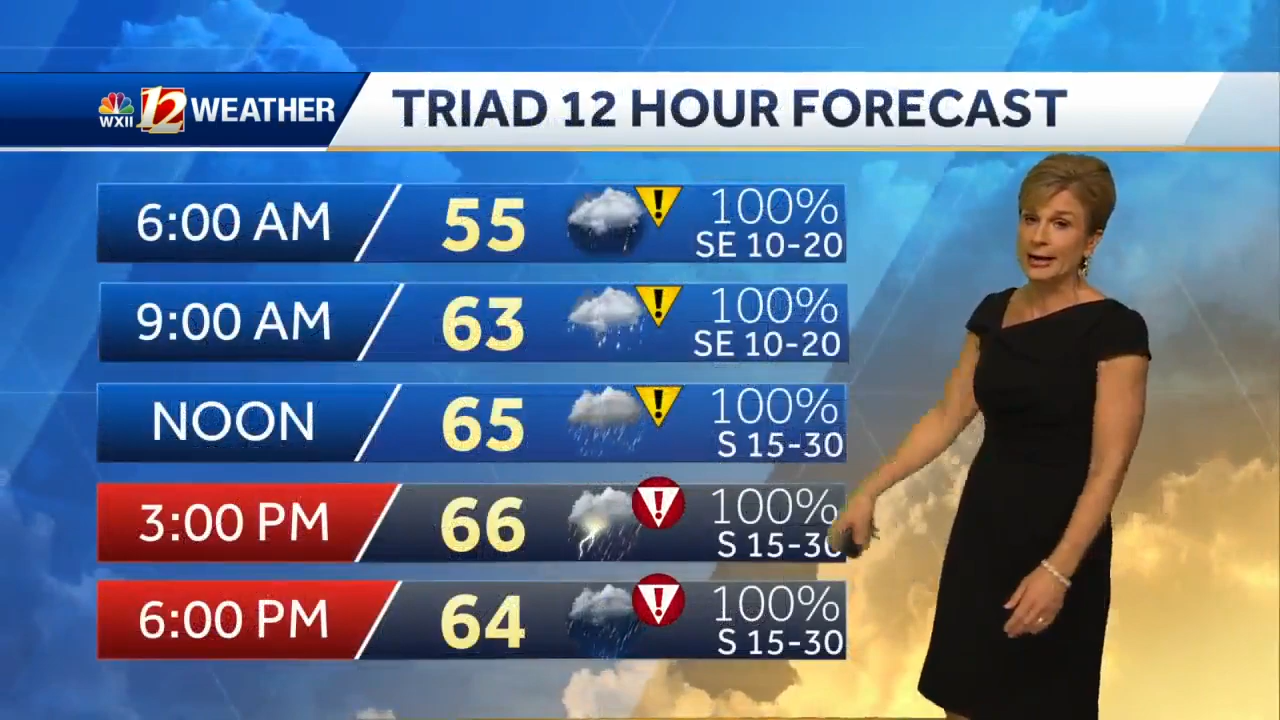 WXII 12 WEATHER
TRIAD 12 HOUR FORECAST
6:00 AM 55 ! 100%
SE 10-20
9:00 AM 63 ! 100%
SE 10-20
NOON 65 ! 100%
S 15-30
3:00 PM 66 ! 100%
S 15-30
6:00 PM 64 ! 100%
S 15-30